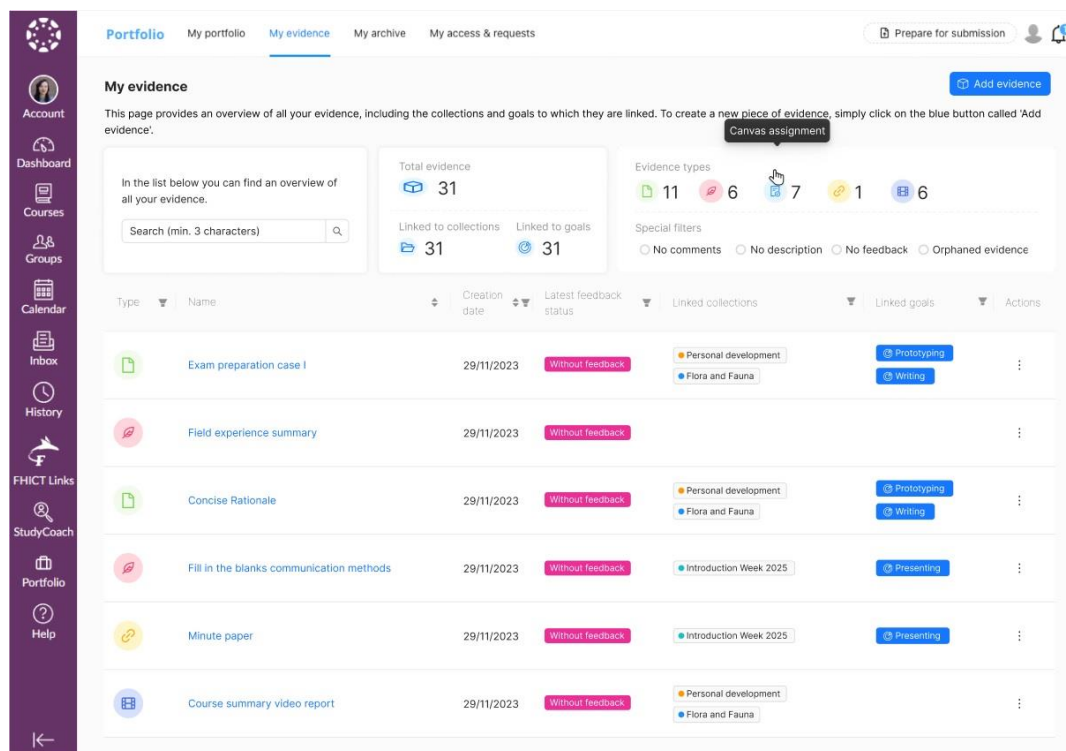 Portfolio
My portfolio
My evidence
My archive
My access & requests
Prepare for submission
Account
Dashboard
Courses
Groups
Calendar
Inbox
History
FHICT Links
StudyCoach
Portfolio
Help
My evidence
Add evidence
This page provides an overview of all your evidence, including the collections and goals to which they are linked. To create a new piece of evidence, simply click on the blue button called 'Add
evidence'.
Canvas assignment
In the list below you can find an overview of
all your evidence.
Search (min. 3 characters)
Total evidence
31
Linked to collections
31
Linked to goals
31
Evidence types
11 6 7 1 6
Special filters
No comments No description No feedback Orphaned evidence
Type Name Creation date Latest feedback status Linked collections Linked goals Actions
Exam preparation case I 29/11/2023 Without feedback
Personal development
Flora and Fauna
Prototyping
Writing
Field experience summary 29/11/2023 Without feedback
Concise Rationale 29/11/2023 Without feedback
Personal development
Flora and Fauna
Prototyping
Writing
Fill in the blanks communication methods 29/11/2023 Without feedback
Introduction Week 2025
Presenting
Minute paper 29/11/2023 Without feedback
Introduction Week 2025
Presenting
Course summary video report 29/11/2023 Without feedback
Personal development
Flora and Fauna